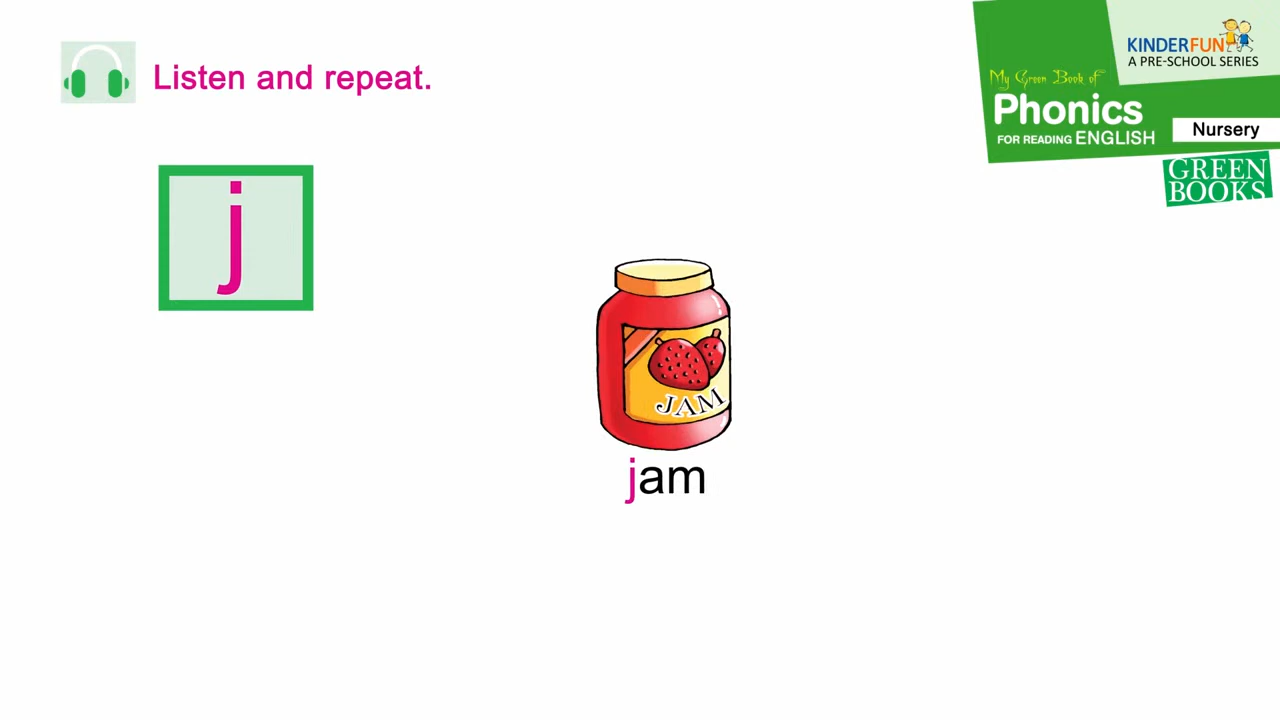 Listen and repeat.
KINDERFUN
A PRE-SCHOOL SERIES
My Green Book of
Phonics
FOR READING ENGLISH
Nursery
GREEN
BOOKS
j
JAM
jam